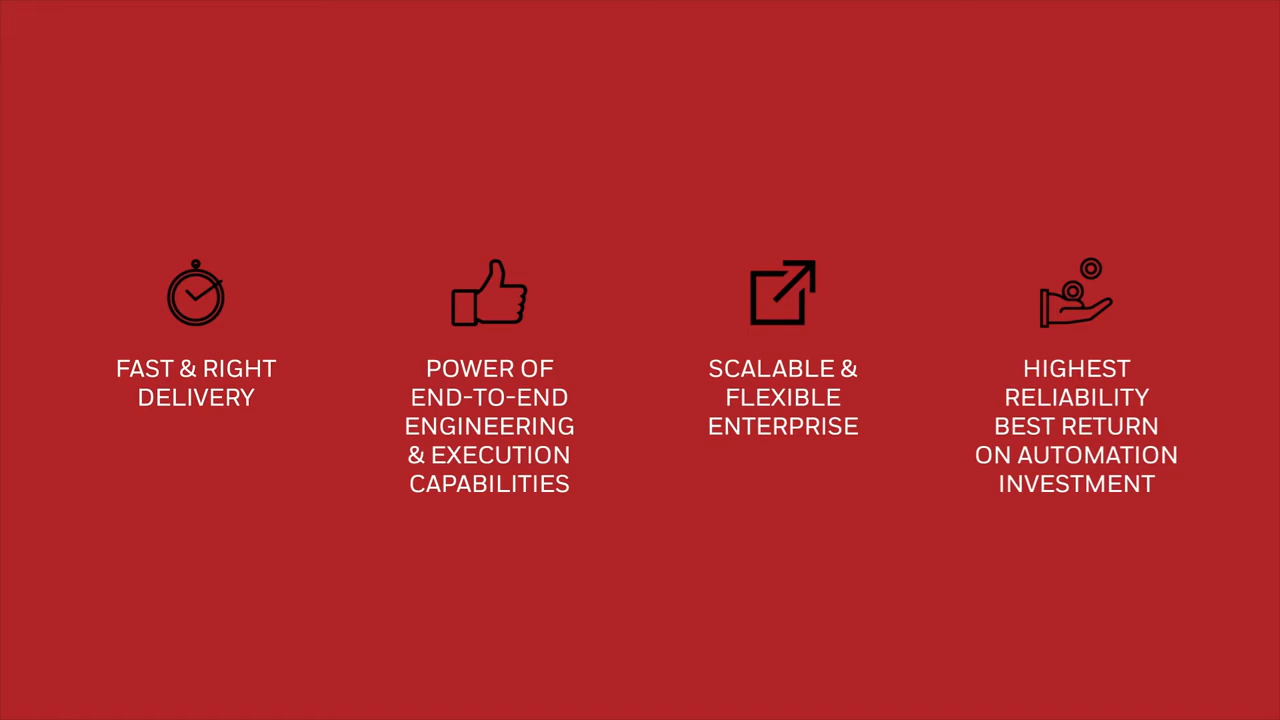 FAST & RIGHT
DELIVERY
POWER OF
END-TO-END
ENGINEERING
& EXECUTION
CAPABILITIES
SCALABLE &
FLEXIBLE
ENTERPRISE
HIGHEST
RELIABILITY
BEST RETURN
ON AUTOMATION
INVESTMENT